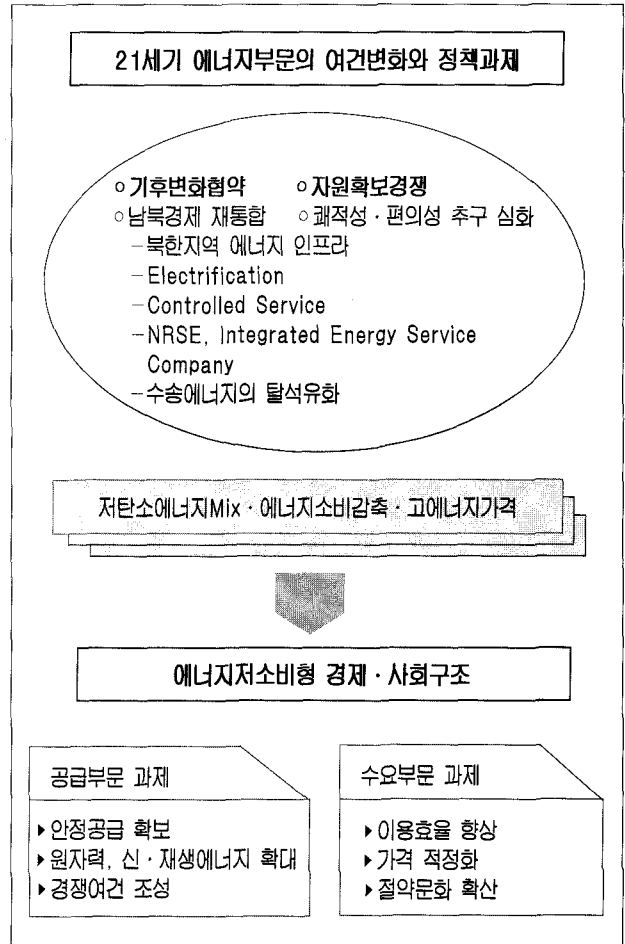 21세기 에너지부문의 여건변화와 정책과제
○기후변화협약 ○자원확보경쟁
○남북경제 재통합 ○쾌적성·편의성 추구 심화
-북한지역 에너지 인프라
-Electrification
-Controlled Service
-NRSE, Integrated Energy Service
Company
-수송에너지의 탈석유화
저탄소에너지Mix·에너지소비감축·고에너지가격
에너지저소비형 경제·사회구조
공급부문 과제
▶안정공급 확보
▶원자력, 신·재생에너지 확대
▶경쟁여건 조성
수요부문 과제
▶이용효율 향상
▶가격 적정화
▶절약문화 확산